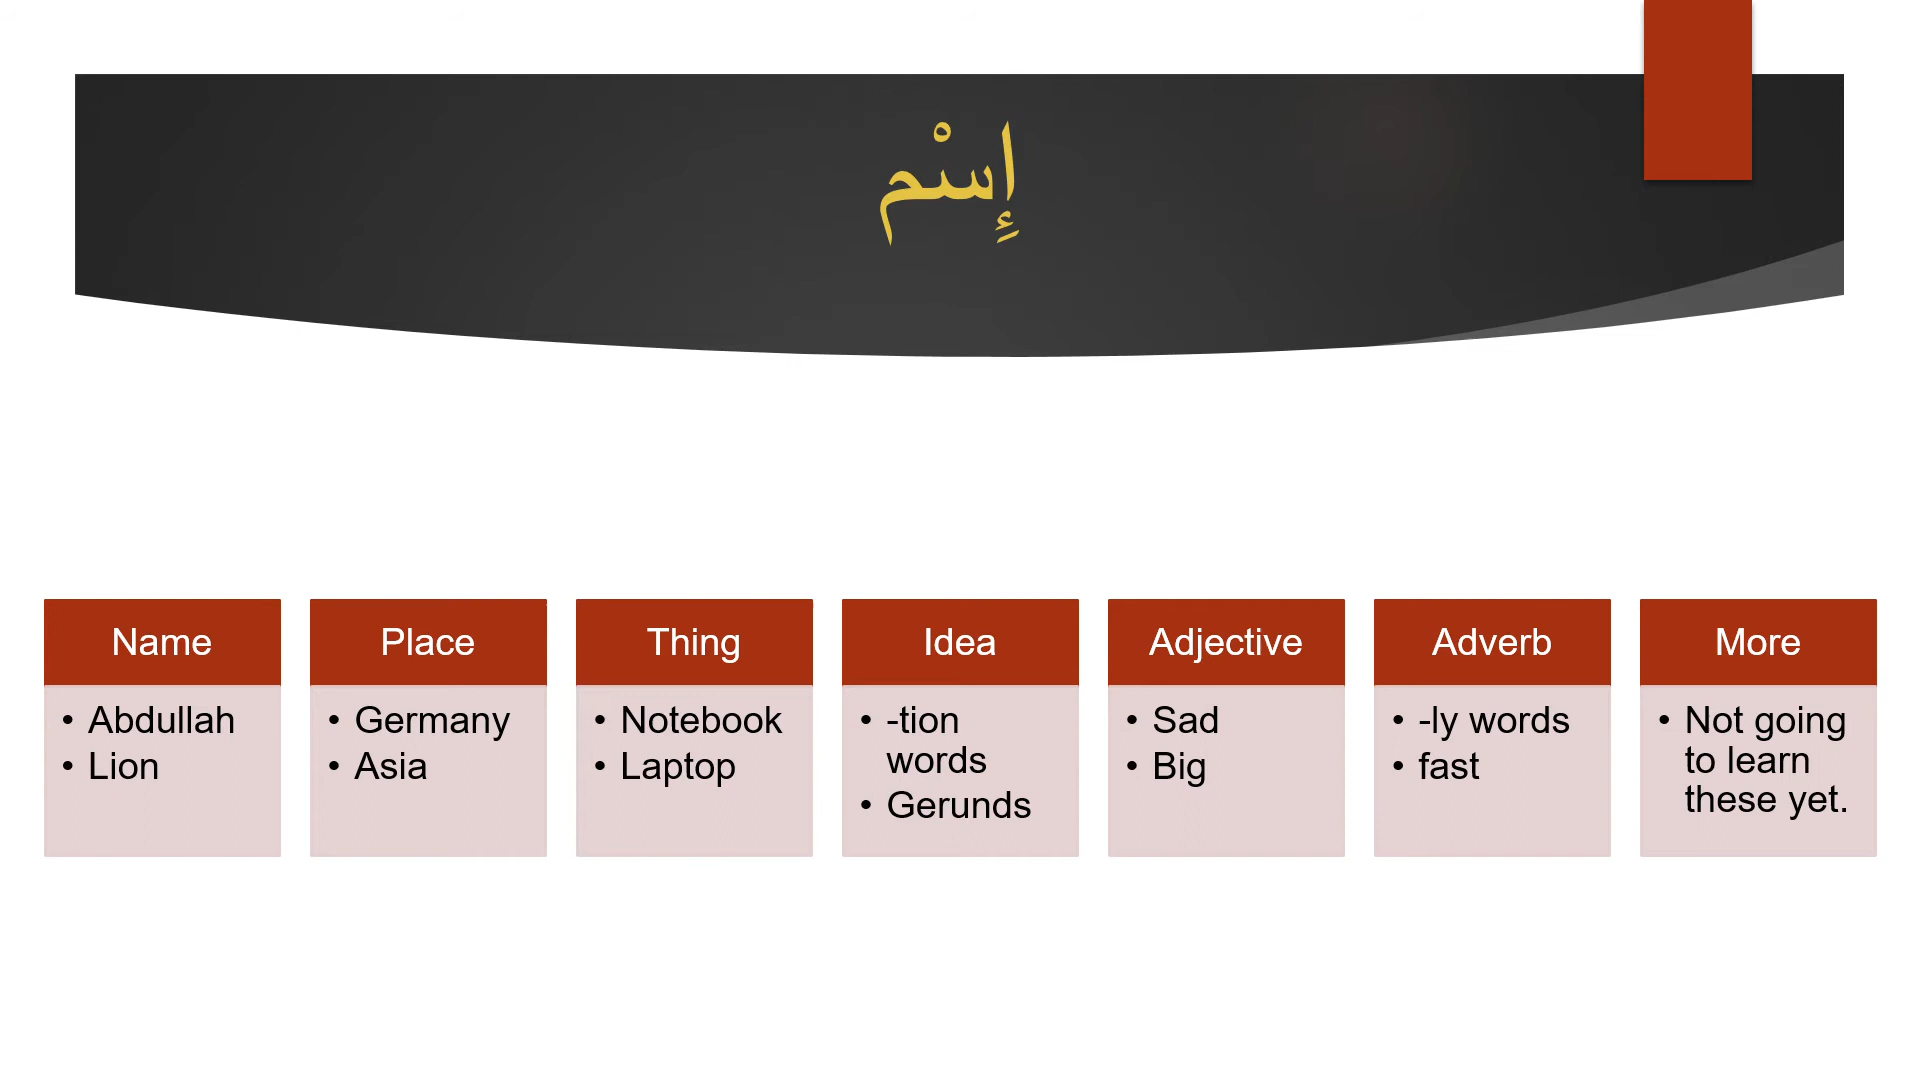 إِسْم
Name
• Abdullah
• Lion
Place
• Germany
• Asia
Thing
• Notebook
• Laptop
Idea
• -tion
words
• Gerunds
Adjective
• Sad
• Big
Adverb
• -ly words
• fast
More
• Not going
to learn
these yet.